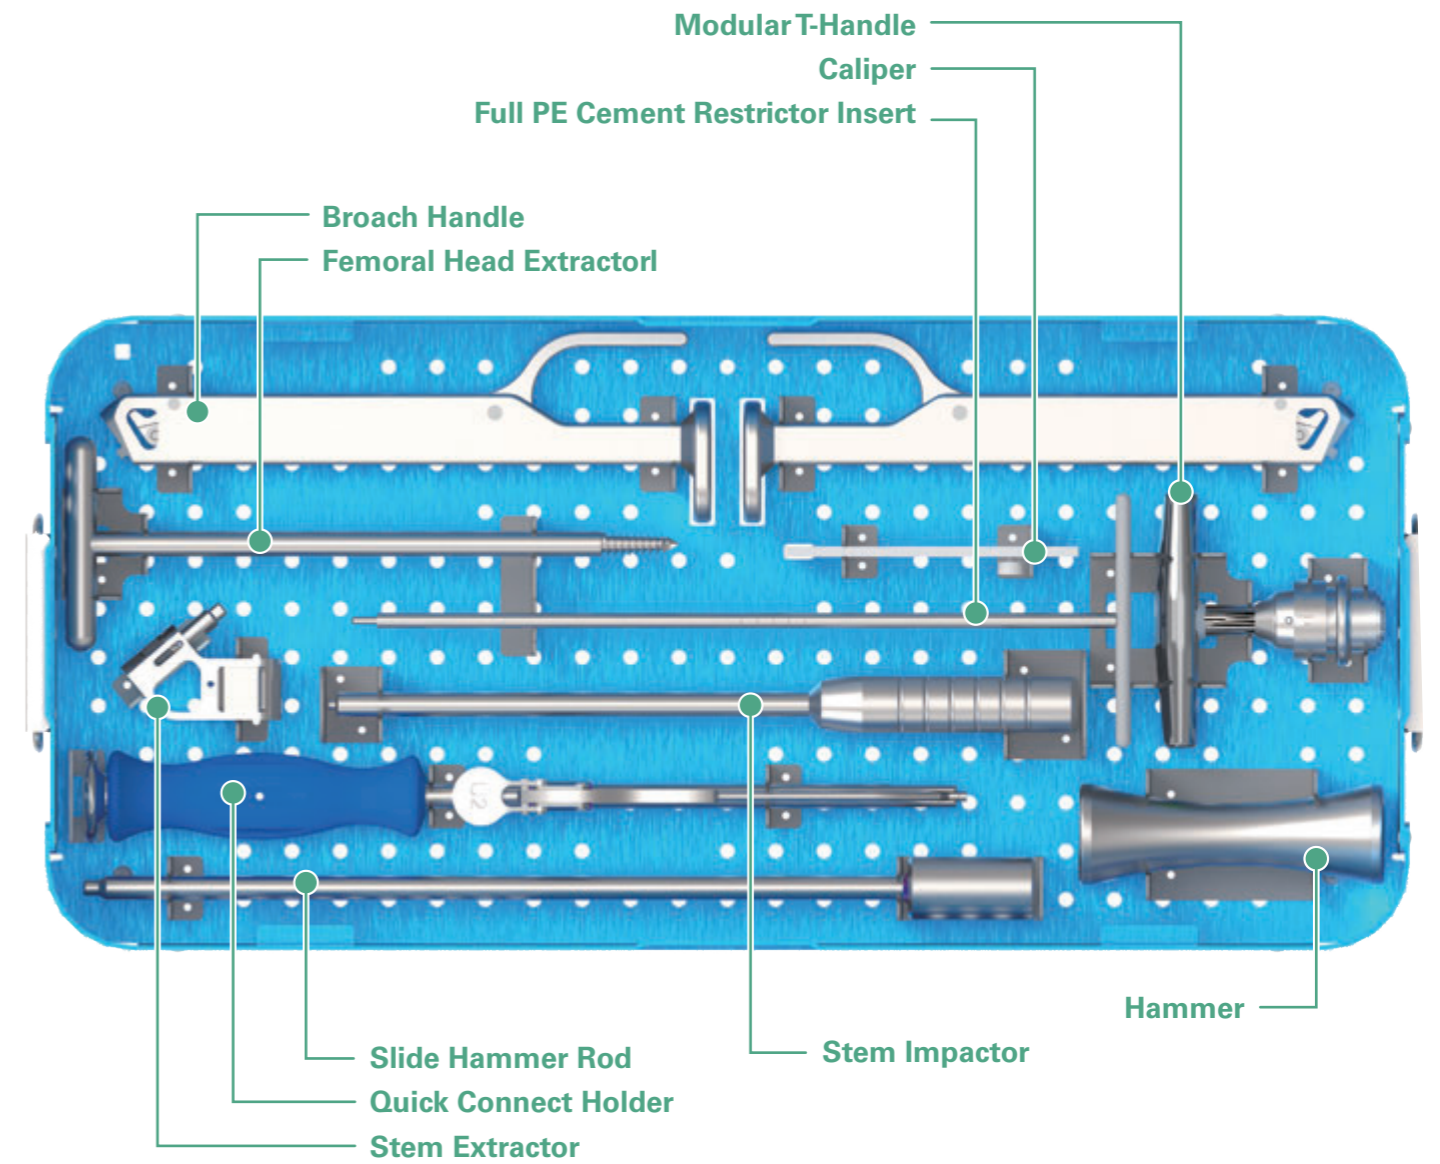 Modular T-Handle
Caliper
Full PE Cement Restrictor Insert
Broach Handle
Femoral Head Extractorl
U2
Hammer
Slide Hammer Rod
Stem Impactor
Quick Connect Holder
Stem Extractor